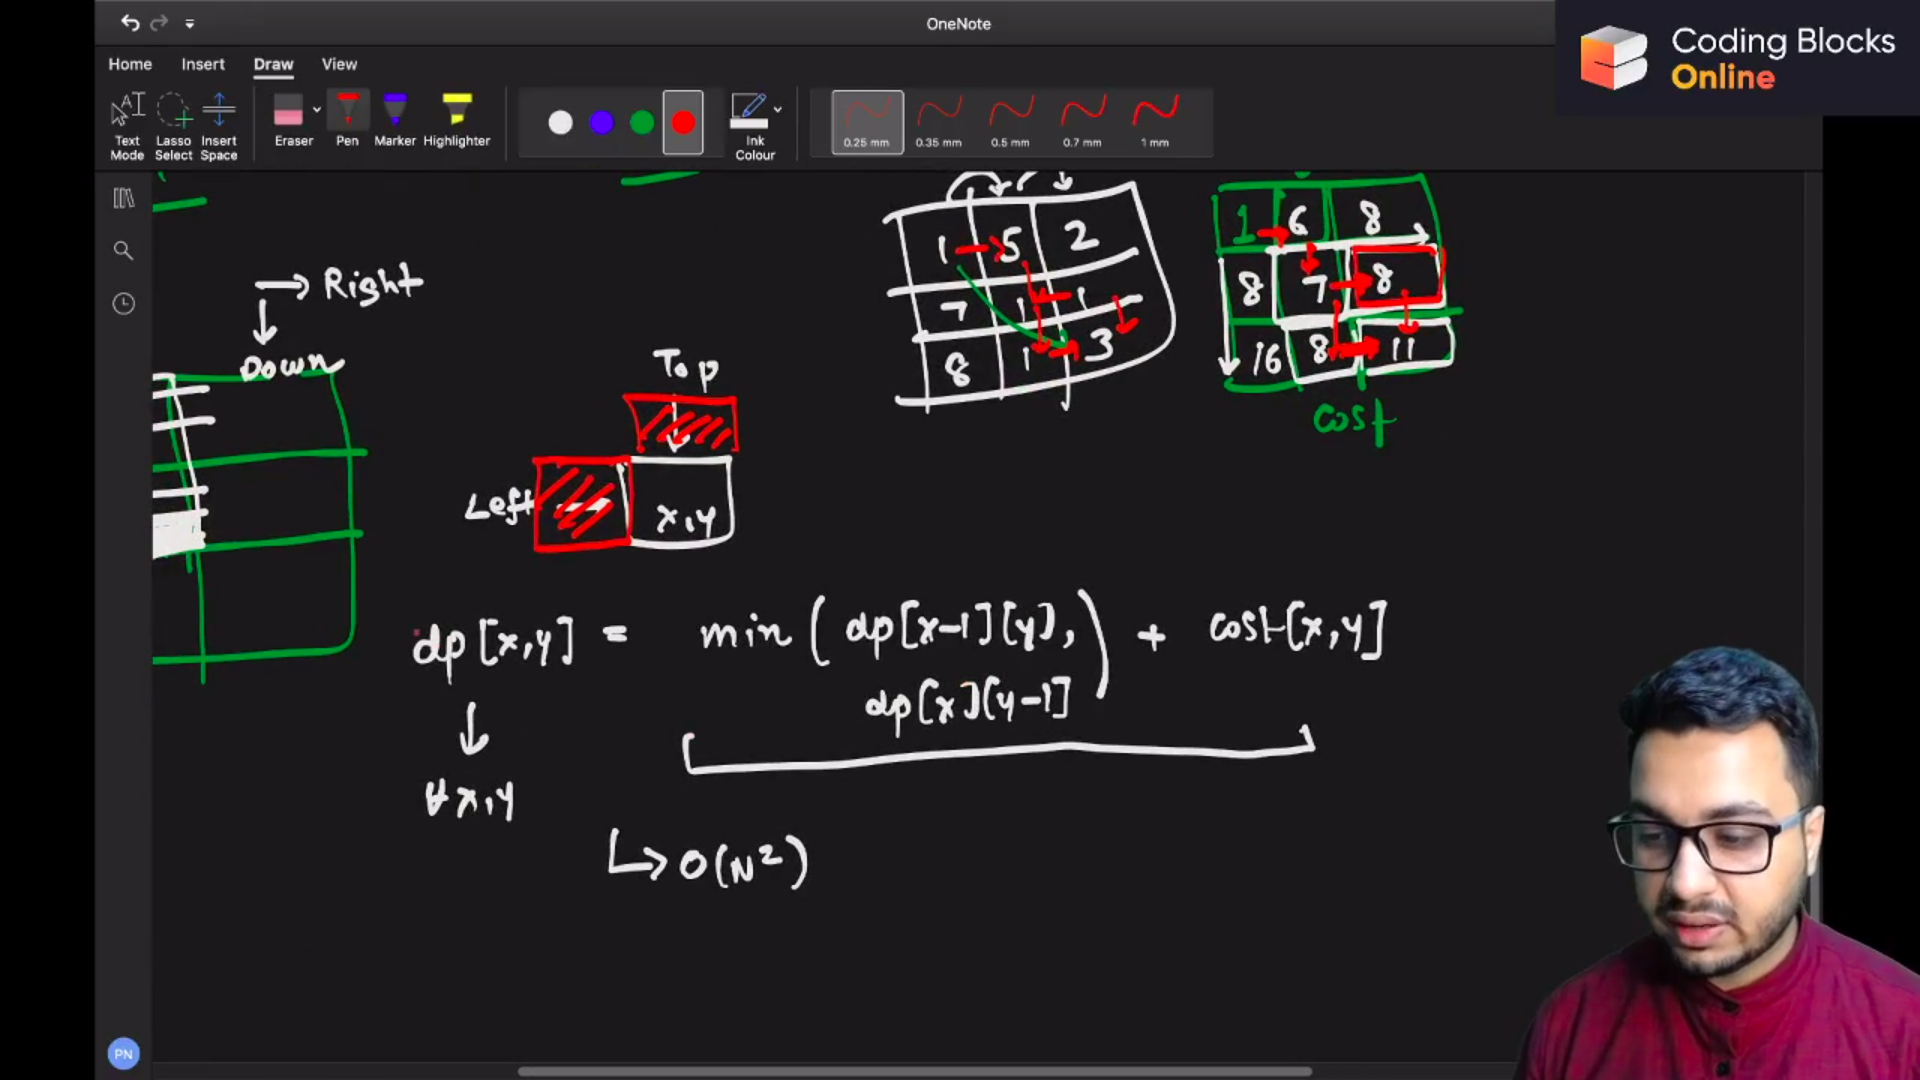 OneNote
Coding Blocks
Online
Home Insert Draw View
Text Mode
Lasso Select
Insert Space
Eraser
Pen
Marker
Highlighter
Ink Colour
0.25 mm
0.35 mm
0.5 mm
0.7 mm
1 mm
→ Right
↓
Down
1 5 2
7 1 1
8 1 3
1 6 8
8 7 8
16 8 11
cost
Top
Left
x,y
dp[x,y] = min(dp[x-1][y], dp[x][y-1]) + cost[x,y]
↓
∀ x,y
↳ O(N²)
PN